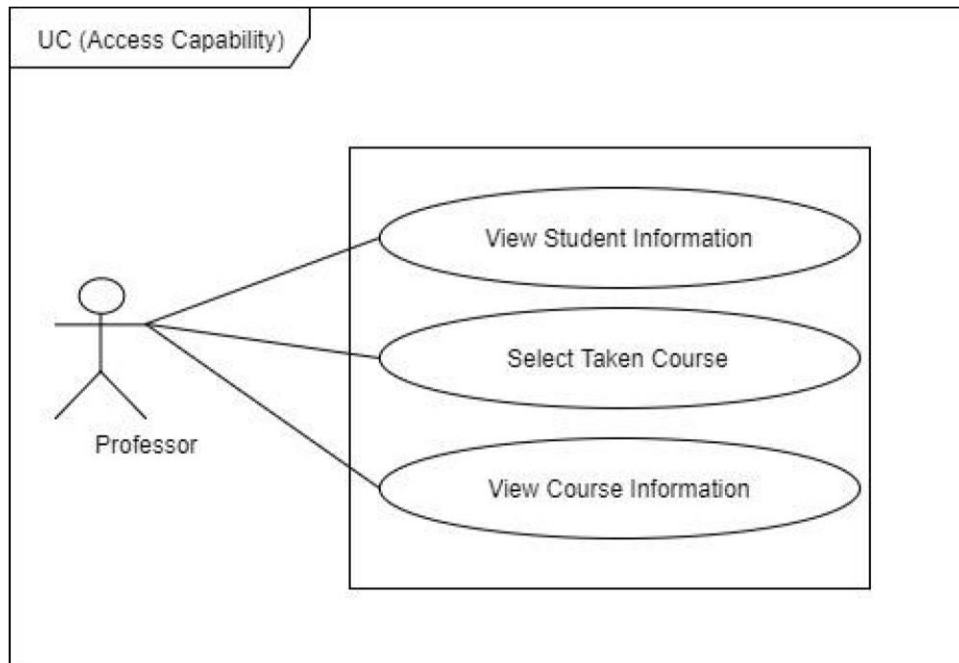 UC (Access Capability)
View Student Information
Select Taken Course
Professor
View Course Information